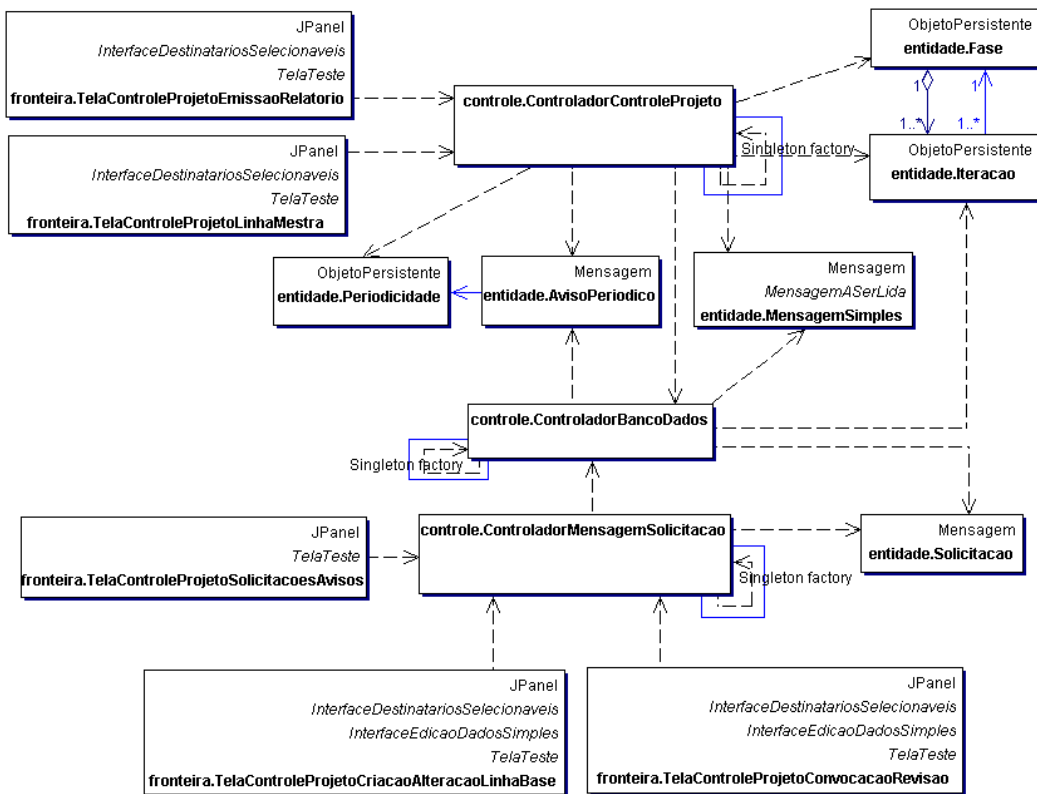 JPanel
InterfaceDestinatariosSelecionaveis
TelaTeste
fronteira.TelaControleProjetoEmissaoRelatorio
ObjetoPersistente
entidade.Fase
controle.ControladorControleProjeto
1
1
1..*
1..*
Singleton factory
JPanel
InterfaceDestinatariosSelecionaveis
TelaTeste
fronteira.TelaControleProjetoLinhaMestra
ObjetoPersistente
entidade.Iteracao
ObjetoPersistente
entidade.Periodicidade
Mensagem
entidade.AvisoPeriodico
Mensagem
MensagemASerLida
entidade.MensagemSimples
controle.ControladorBancoDados
Singleton factory
JPanel
TelaTeste
fronteira.TelaControleProjetoSolicitacoesAvisos
controle.ControladorMensagemSolicitacao
Singleton factory
Mensagem
entidade.Solicitacao
JPanel
InterfaceDestinatariosSelecionaveis
InterfaceEdicaoDadosSimples
TelaTeste
fronteira.TelaControleProjetoCriacaoAlteracaoLinhaBase
JPanel
InterfaceDestinatariosSelecionaveis
InterfaceEdicaoDadosSimples
TelaTeste
fronteira.TelaControleProjetoConvocacaoRevisao